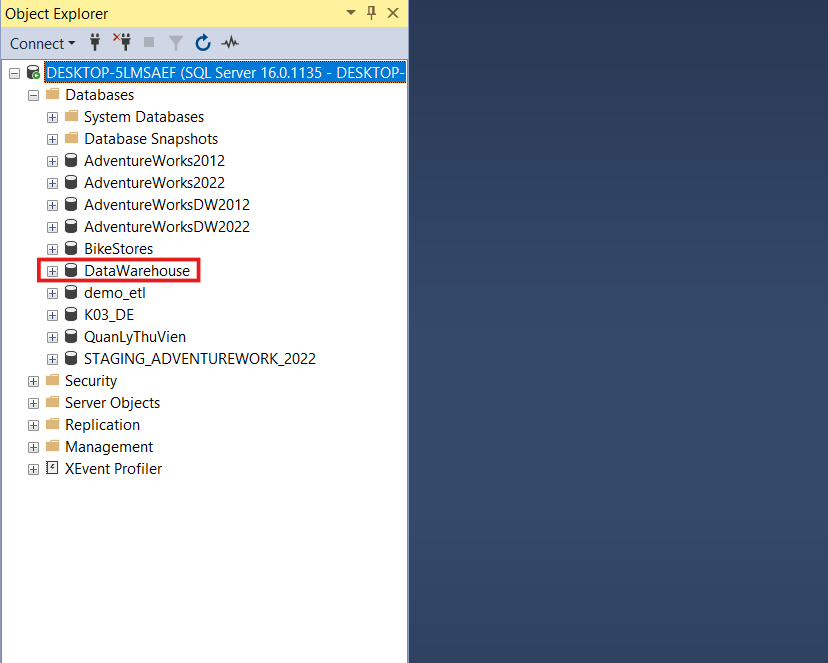 Object Explorer
Connect
DESKTOP-5LMSAEF (SQL Server 16.0.1135 - DESKTOP-
Databases
System Databases
Database Snapshots
AdventureWorks2012
AdventureWorks2022
AdventureWorksDW2012
AdventureWorksDW2022
BikeStores
DataWarehouse
demo_etl
K03_DE
QuanLyThuVien
STAGING_ADVENTUREWORK_2022
Security
Server Objects
Replication
Management
XEvent Profiler